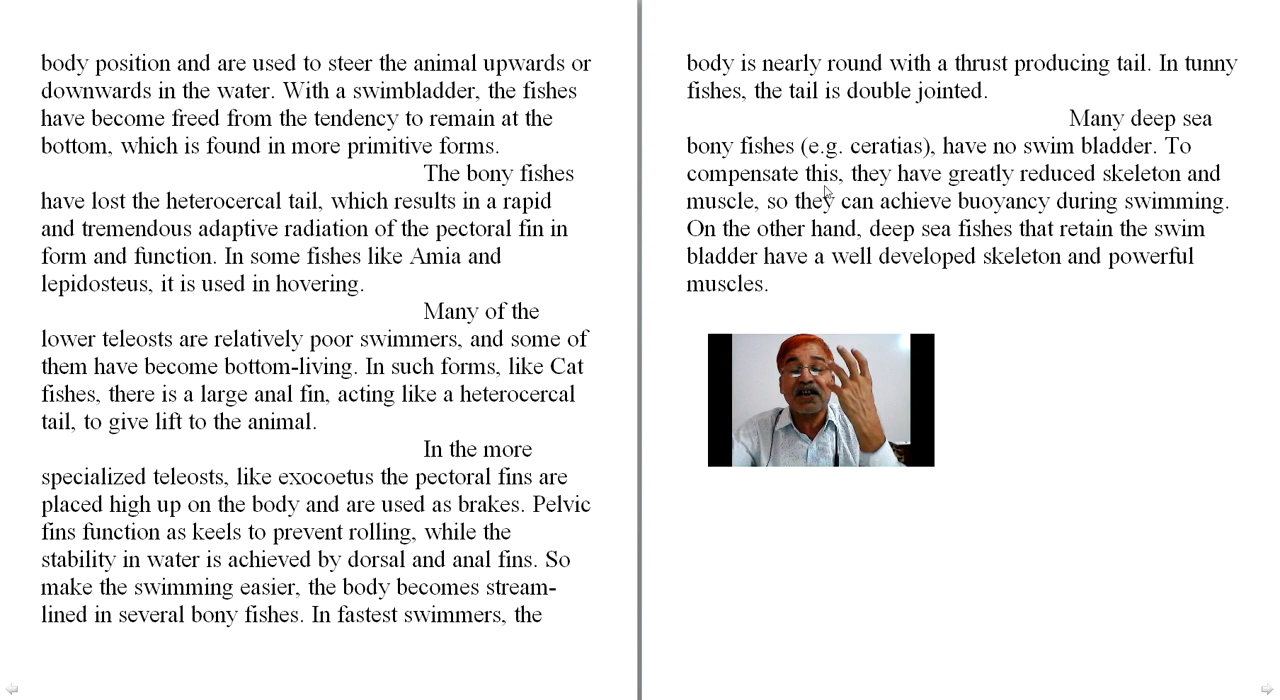 body position and are used to steer the animal upwards or
downwards in the water. With a swimbladder, the fishes
have become freed from the tendency to remain at the
bottom, which is found in more primitive forms.
The bony fishes
have lost the heterocercal tail, which results in a rapid
and tremendous adaptive radiation of the pectoral fin in
form and function. In some fishes like Amia and
lepidosteus, it is used in hovering.
Many of the
lower teleosts are relatively poor swimmers, and some of
them have become bottom-living. In such forms, like Cat
fishes, there is a large anal fin, acting like a heterocercal
tail, to give lift to the animal.
In the more
specialized teleosts, like exocoetus the pectoral fins are
placed high up on the body and are used as brakes. Pelvic
fins function as keels to prevent rolling, while the
stability in water is achieved by dorsal and anal fins. So
make the swimming easier, the body becomes stream-
lined in several bony fishes. In fastest swimmers, the
body is nearly round with a thrust producing tail. In tunny
fishes, the tail is double jointed.
Many deep sea
bony fishes (e.g. ceratias), have no swim bladder. To
compensate this, they have greatly reduced skeleton and
muscle, so they can achieve buoyancy during swimming.
On the other hand, deep sea fishes that retain the swim
bladder have a well developed skeleton and powerful
muscles.